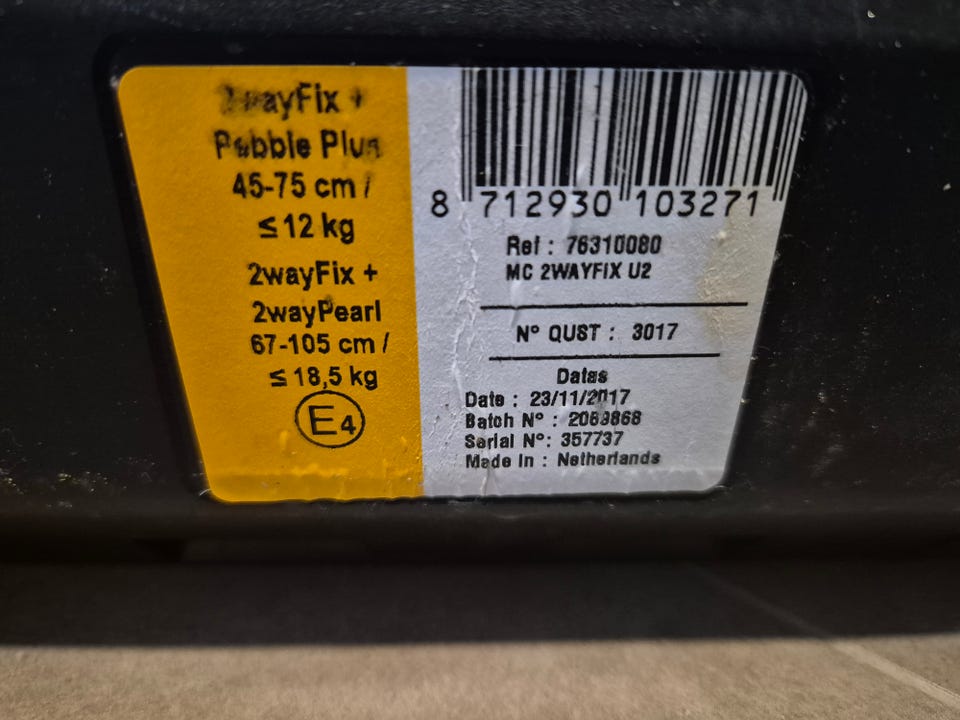 2wayFix +
Pebble Plus
45-75 cm /
≤12 kg
2wayFix +
2wayPearl
67-105 cm /
≤18,5 kg
E4
8 712930 103271
Ref : 76310080
MC 2WAYFIX U2
N° QUST : 3017
Datas
Date : 23/11/2017
Batch N° :
Serial N°: 357737
Made In : Netherlands